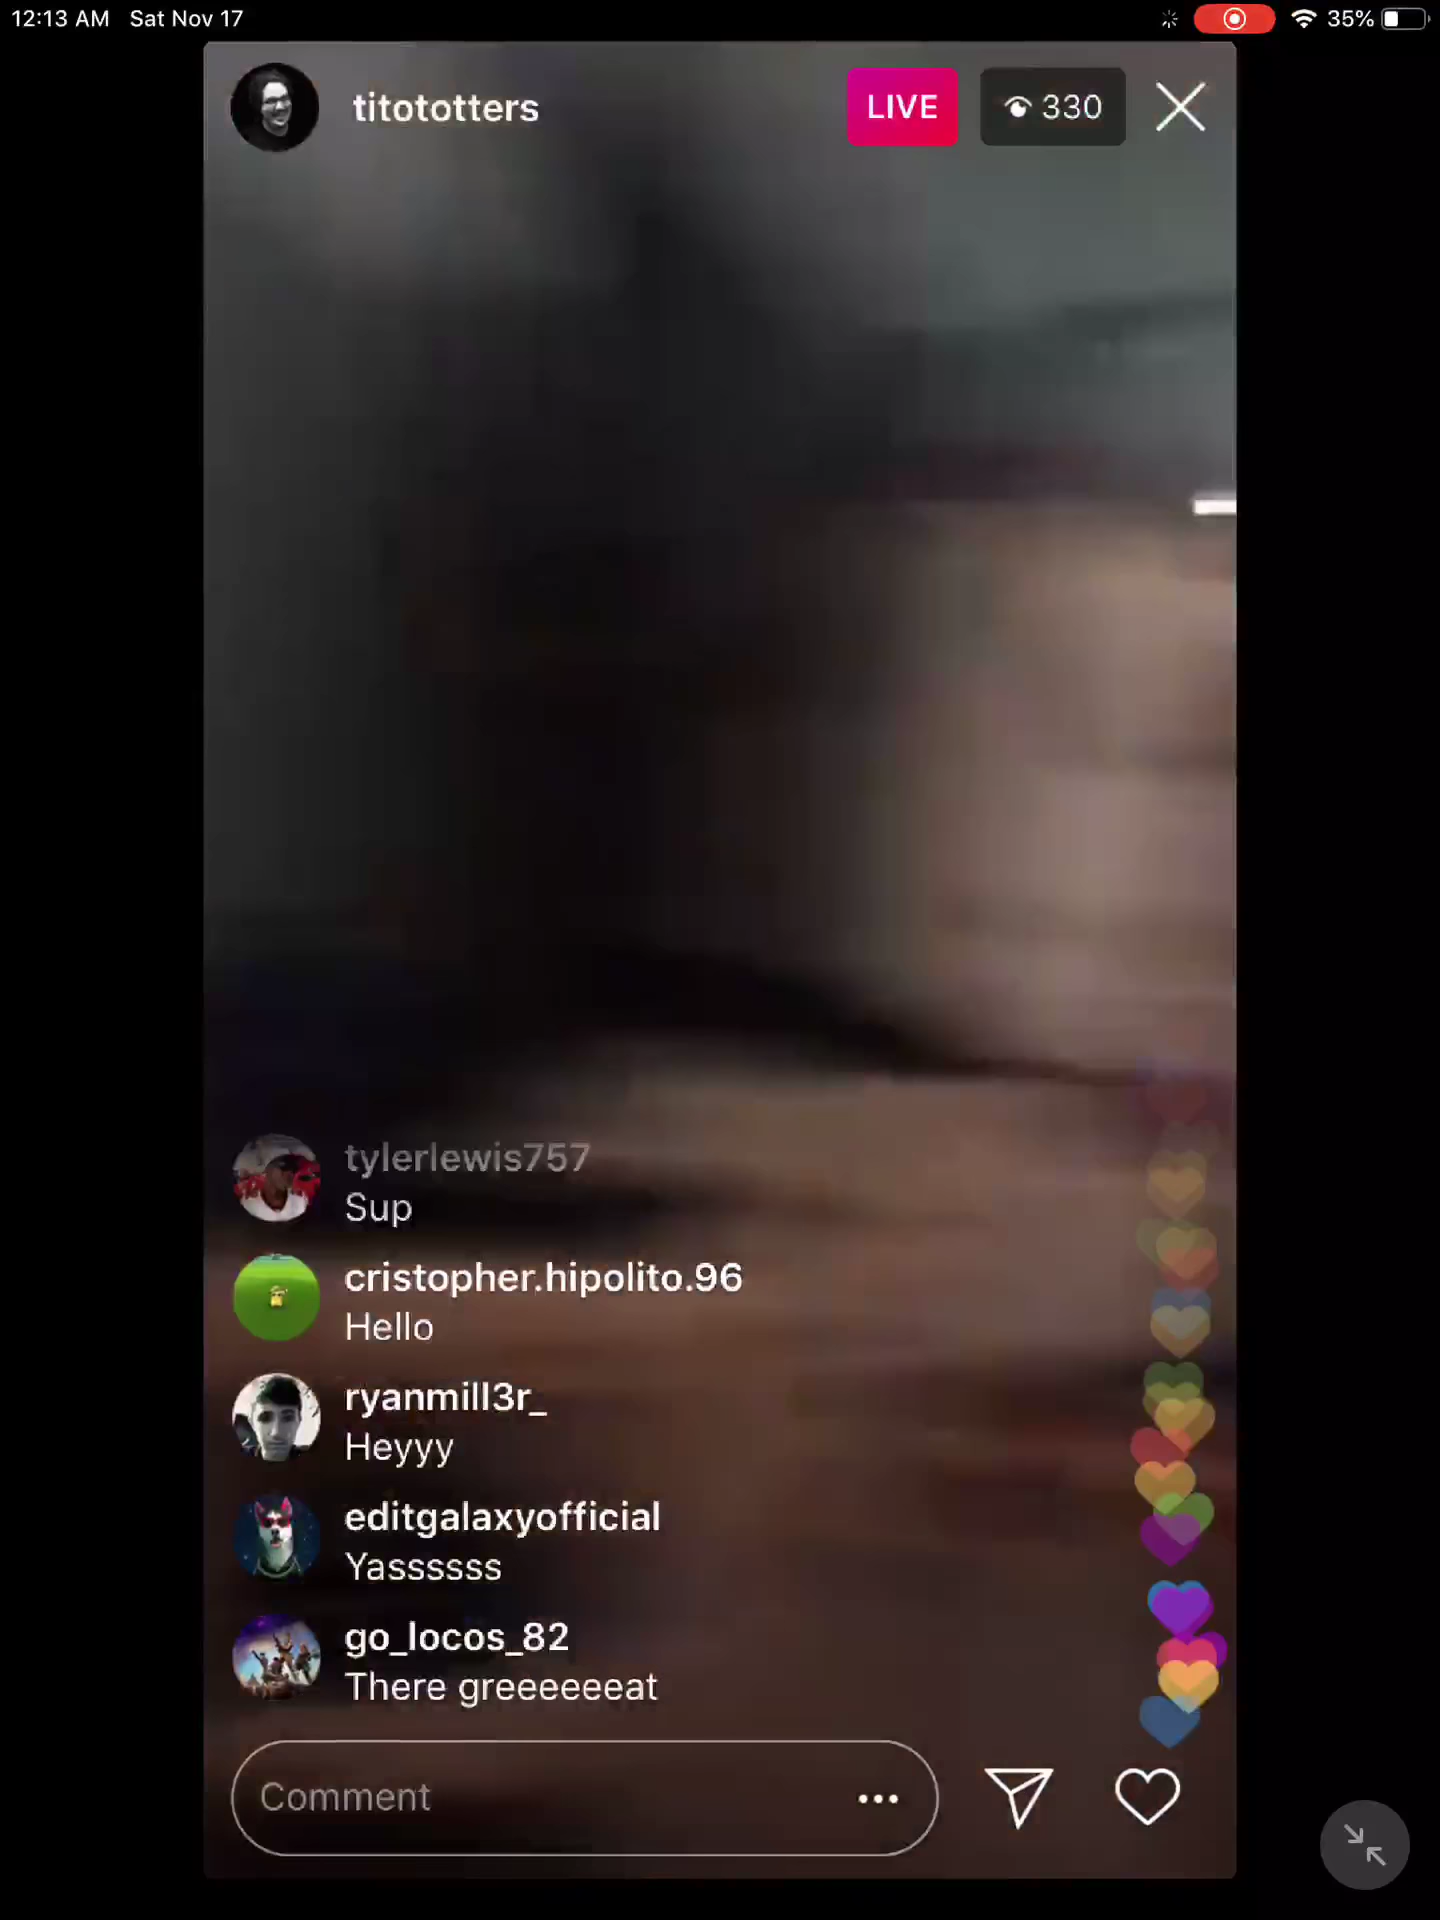 12:13 AM Sat Nov 17
35%
titototters
LIVE
330
tylerlewis757
Sup
cristopher.hipolito.96
Hello
ryanmill3r_
Heyyy
editgalaxyofficial
Yassssss
go_locos_82
There greeeeeeat
Comment